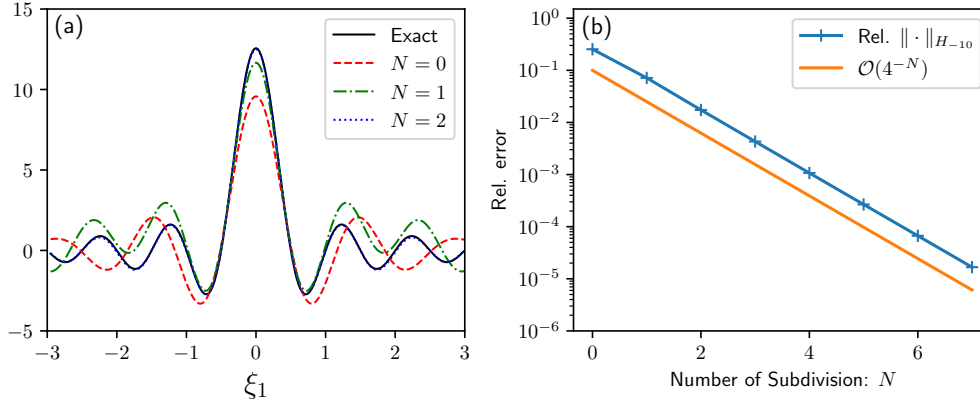 (a)
Exact
N = 0
N = 1
N = 2
15
10
5
0
−5
−3
−2
−1
0
1
2
3
ξ₁
(b)
Rel. ∥ · ∥_{H_{−10}}
𝒪(4^{−N})
10⁰
10⁻¹
10⁻²
10⁻³
10⁻⁴
10⁻⁵
10⁻⁶
Rel. error
0
2
4
6
Number of Subdivision: N